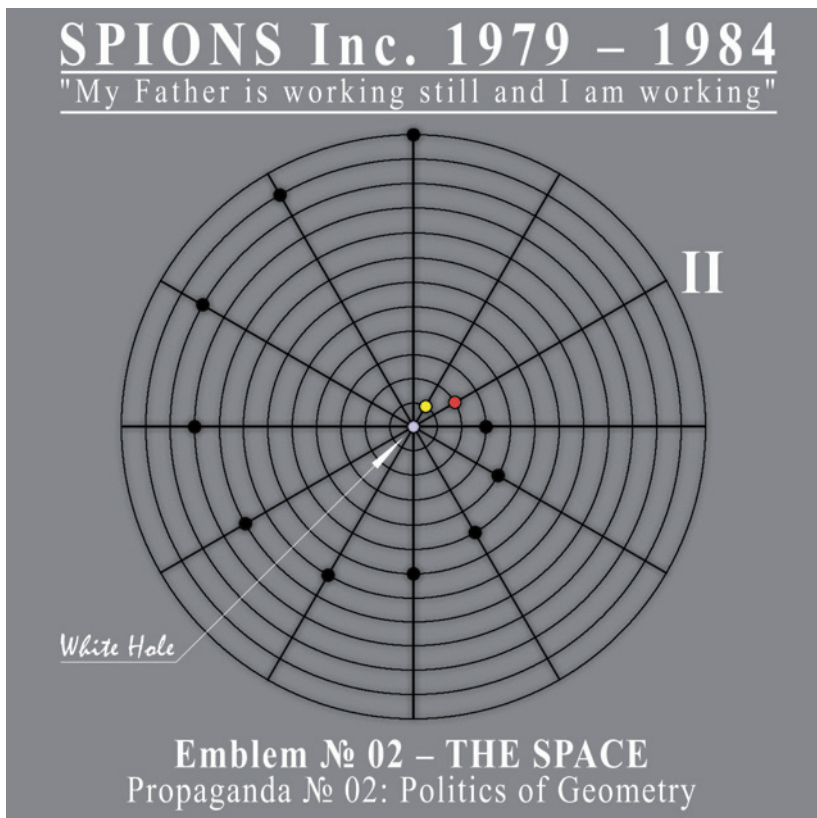 SPIONS Inc. 1979 – 1984
"My Father is working still and I am working"
II
White Hole
Emblem № 02 – THE SPACE
Propaganda № 02: Politics of Geometry